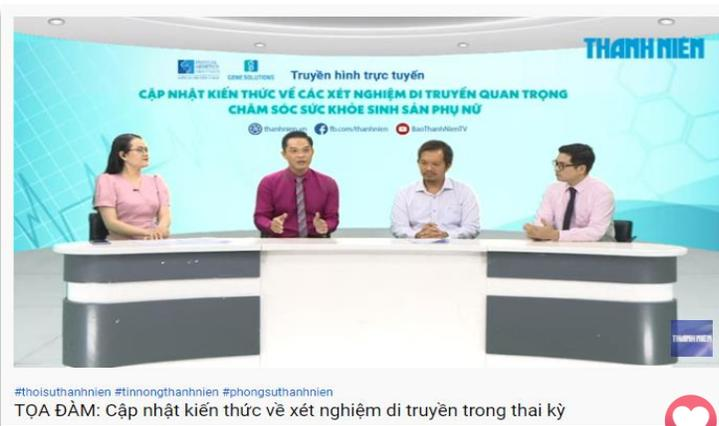 THANH NIÊN
GENE SOLUTIONS
Truyền hình trực tuyến
CẬP NHẬT KIẾN THỨC VỀ CÁC XÉT NGHIỆM DI TRUYỀN QUAN TRỌNG
CHĂM SÓC SỨC KHỎE SINH SẢN PHỤ NỮ
thanhnien.vn fb.com/thanhnien BaoThanhNienTV
THANH NIÊN
#thoisuthanhnien #tinnongthanhnien #phongsuthanhnien
TỌA ĐÀM: Cập nhật kiến thức về xét nghiệm di truyền trong thai kỳ